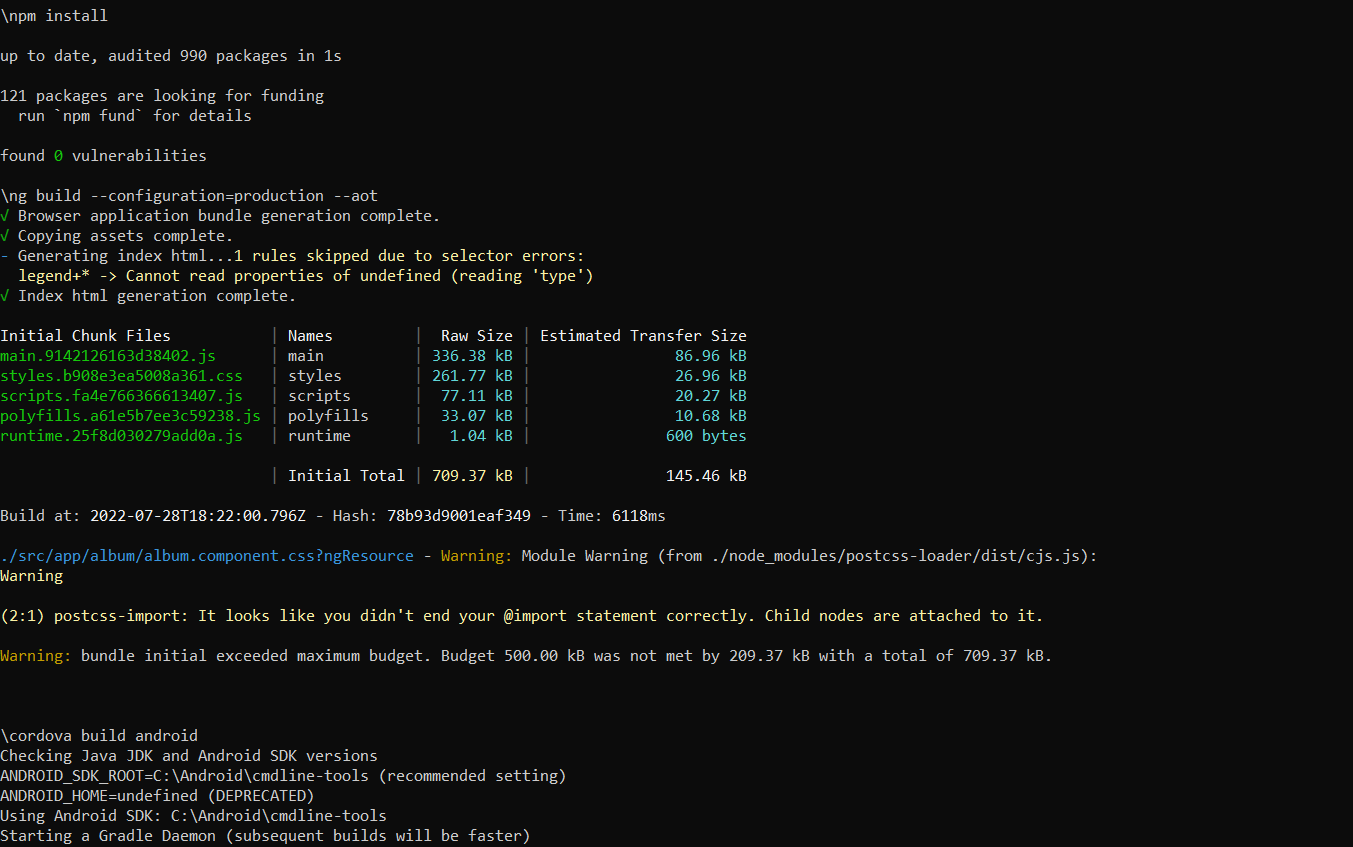 \npm install
up to date, audited 990 packages in 1s
121 packages are looking for funding
  run `npm fund` for details
found 0 vulnerabilities
\ng build --configuration=production --aot
√ Browser application bundle generation complete.
√ Copying assets complete.
- Generating index html...1 rules skipped due to selector errors:
  legend+* -> Cannot read properties of undefined (reading 'type')
√ Index html generation complete.
Initial Chunk Files | Names | Raw Size | Estimated Transfer Size
main.9142126163d38402.js | main | 336.38 kB | 86.96 kB
styles.b908e3ea5008a361.css | styles | 261.77 kB | 26.96 kB
scripts.fa4e766366613407.js | scripts | 77.11 kB | 20.27 kB
polyfills.a61e5b7ee3c59238.js | polyfills | 33.07 kB | 10.68 kB
runtime.25f8d030279add0a.js | runtime | 1.04 kB | 600 bytes
| Initial Total | 709.37 kB | 145.46 kB
Build at: 2022-07-28T18:22:00.796Z - Hash: 78b93d9001eaf349 - Time: 6118ms
./src/app/album/album.component.css?ngResource - Warning: Module Warning (from ./node_modules/postcss-loader/dist/cjs.js):
Warning
(2:1) postcss-import: It looks like you didn't end your @import statement correctly. Child nodes are attached to it.
Warning: bundle initial exceeded maximum budget. Budget 500.00 kB was not met by 209.37 kB with a total of 709.37 kB.
\cordova build android
Checking Java JDK and Android SDK versions
ANDROID_SDK_ROOT=C:\Android\cmdline-tools (recommended setting)
ANDROID_HOME=undefined (DEPRECATED)
Using Android SDK: C:\Android\cmdline-tools
Starting a Gradle Daemon (subsequent builds will be faster)